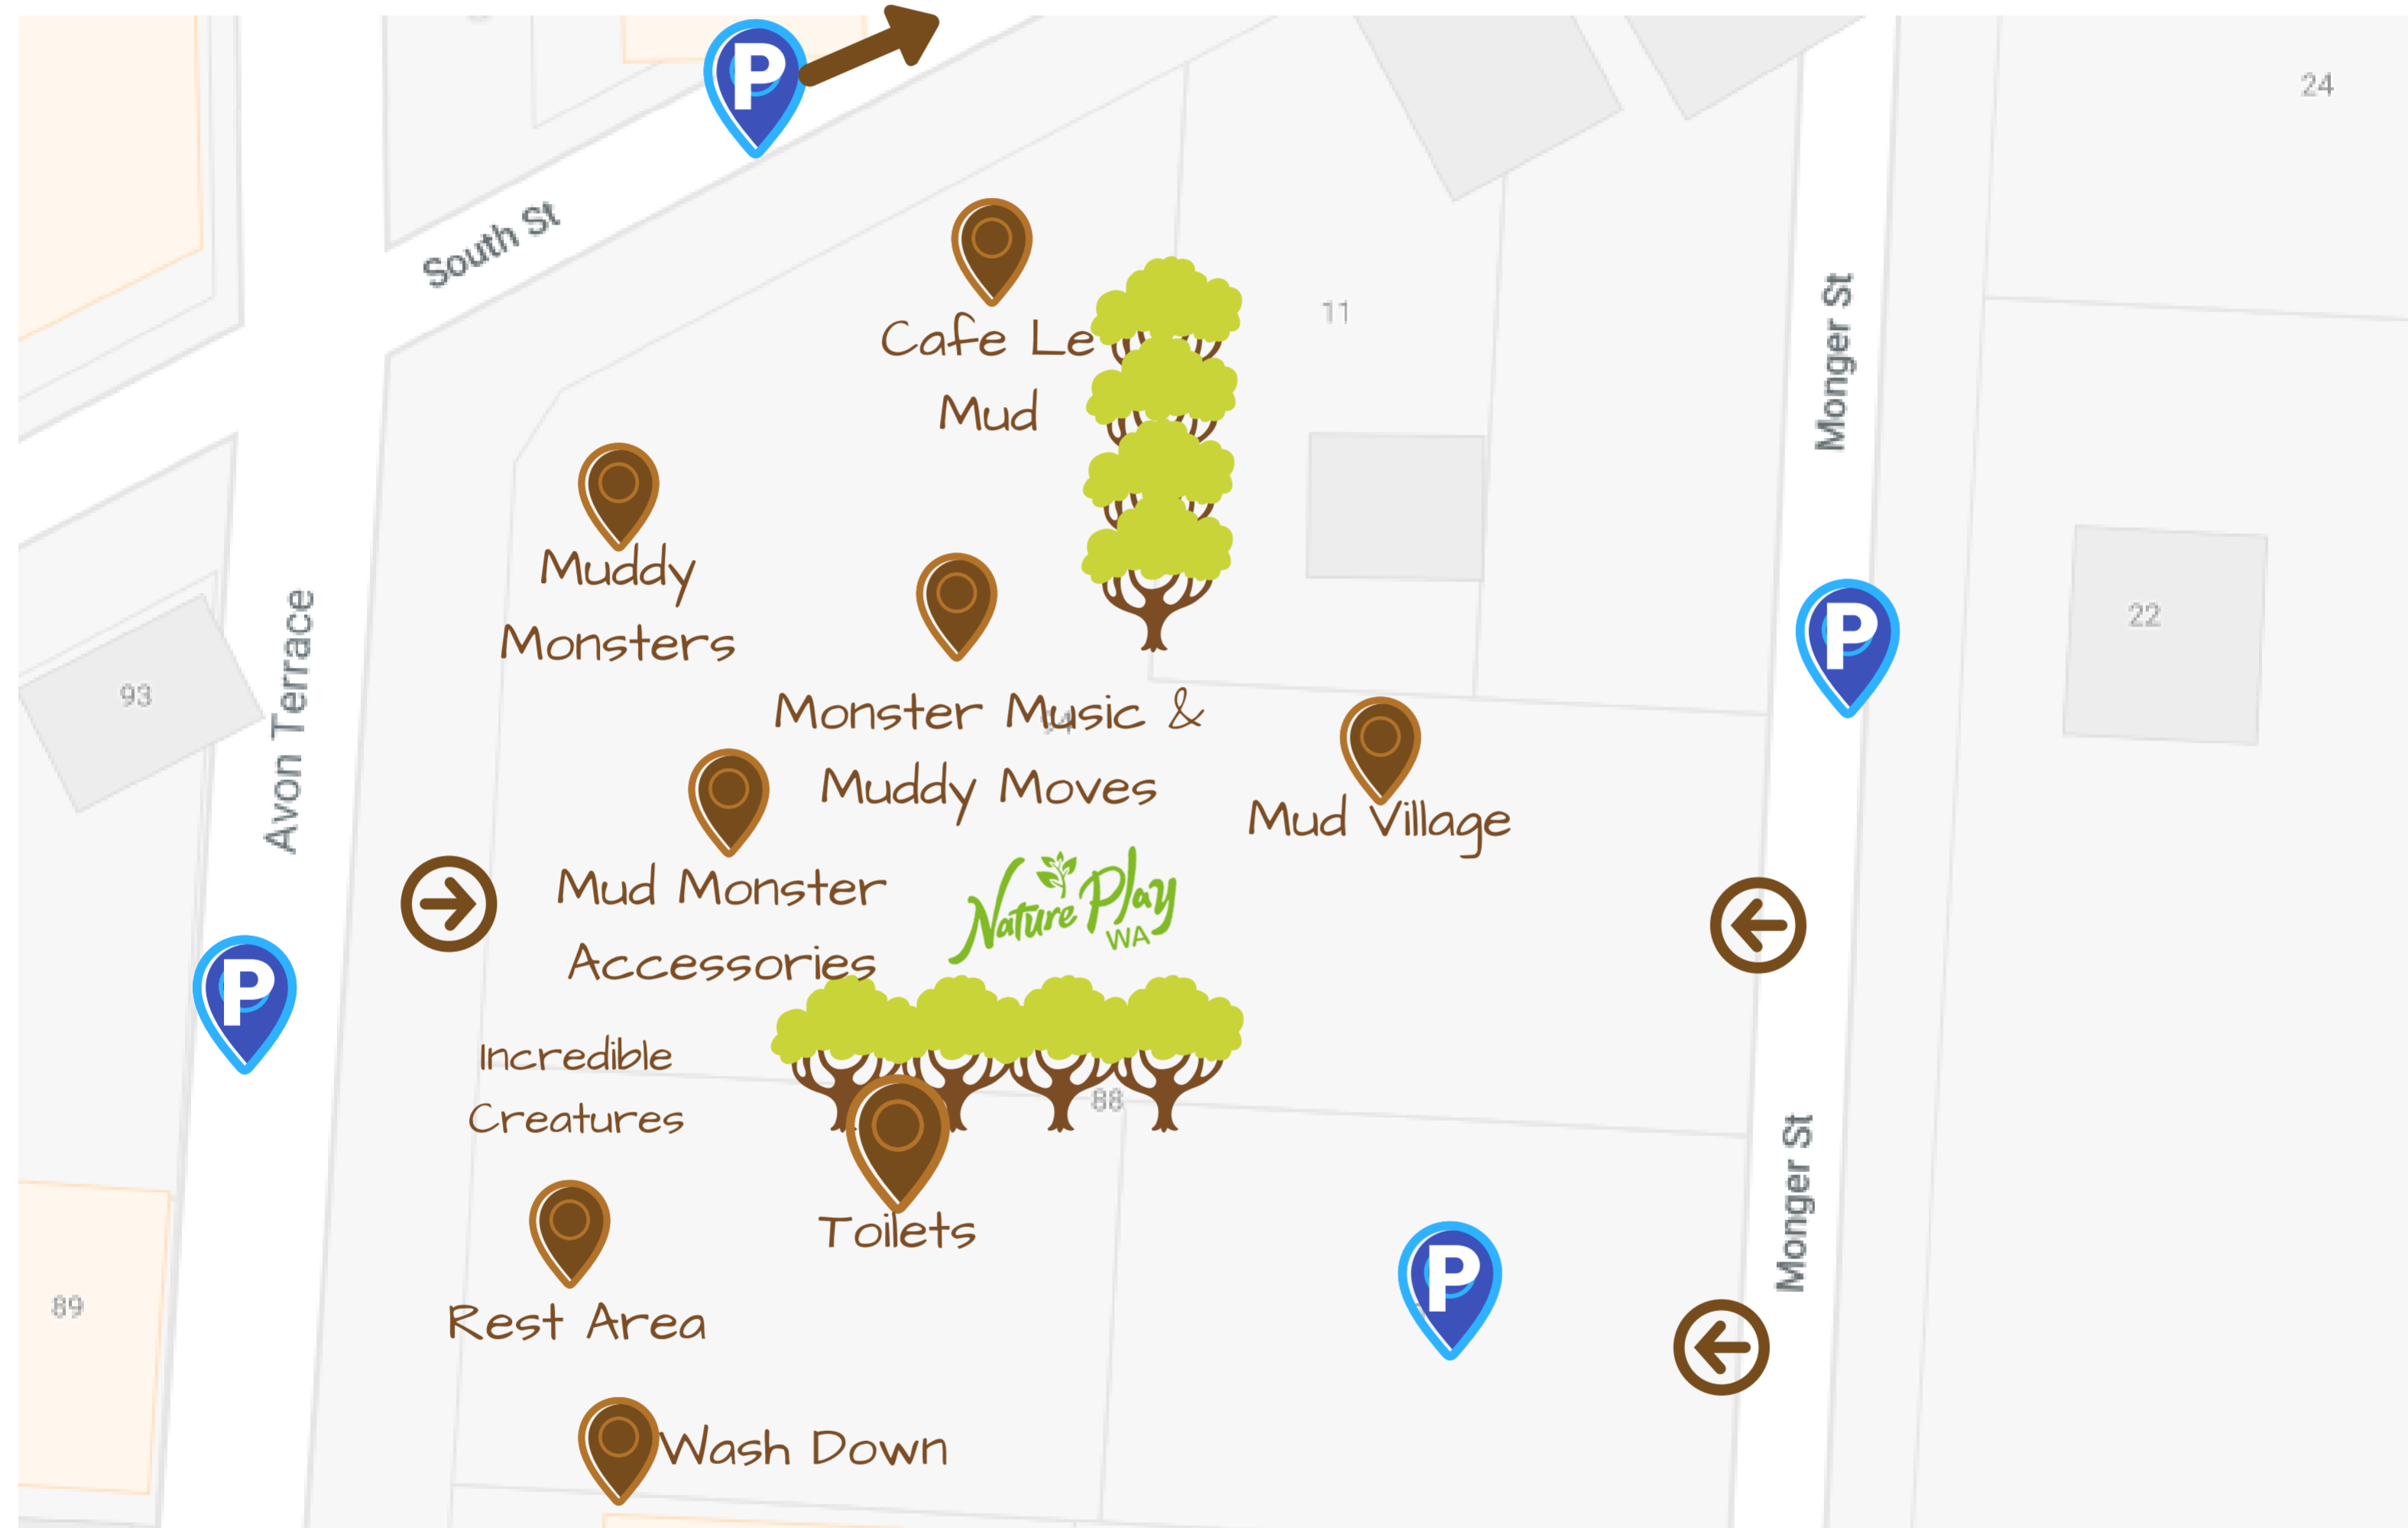 P
24
South St
Cafe Le
Mud
11
Monger St
Muddy
Monsters
P
22
93
Avon Terrace
Monster Music &
Muddy Moves
Mud Village
Mud Monster
Accessories
Nature Play
WA
P
Incredible
Creatures
88
Toilets
Monger St
P
89
Rest Area
Wash Down